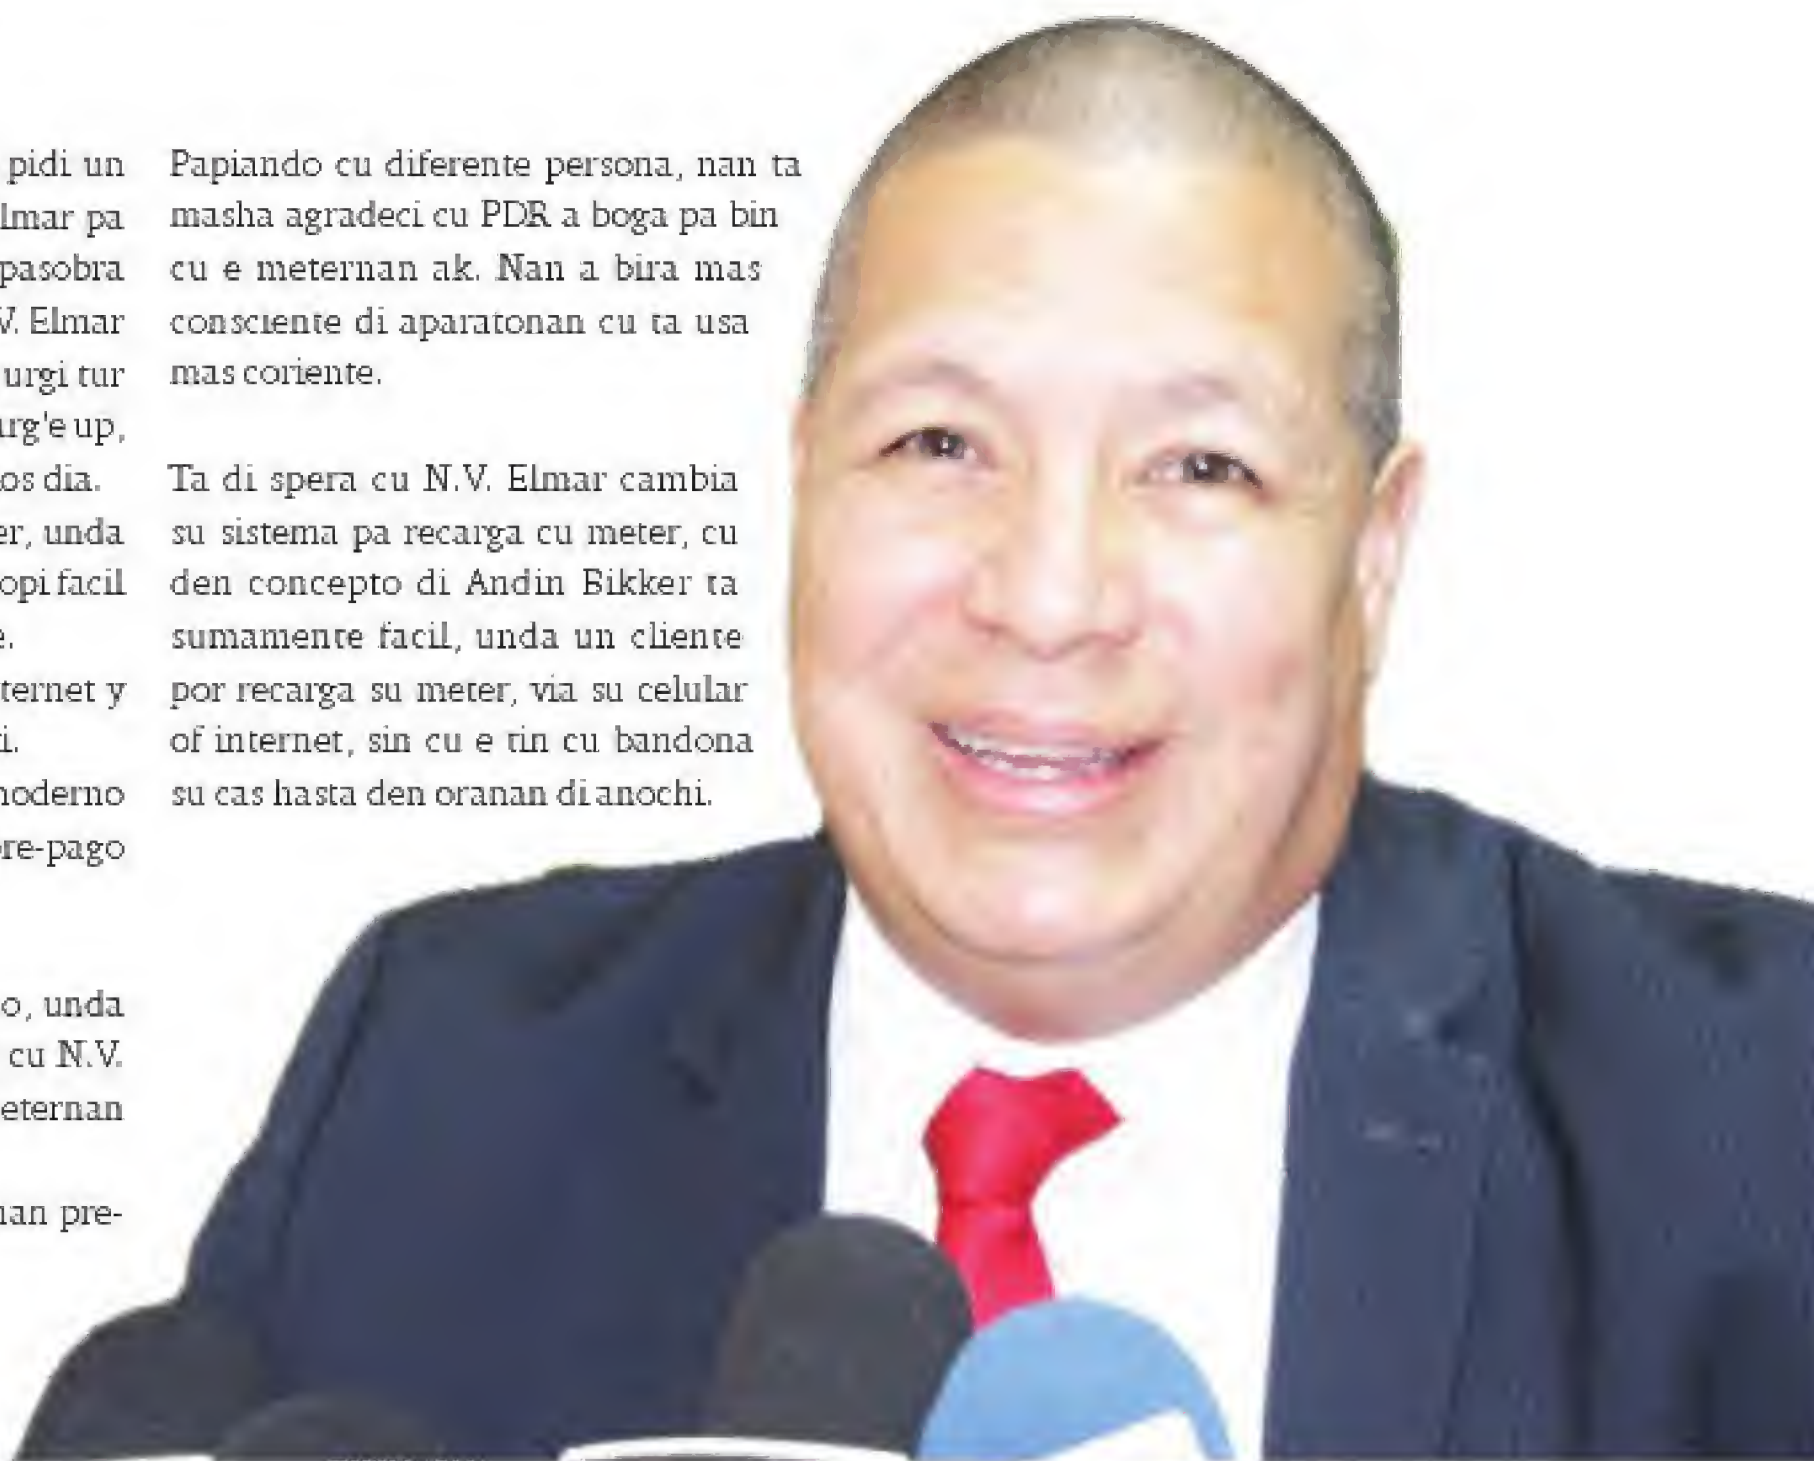 pidi un
lmar pa
pasobra
V. Elmar
urgi tur
urg'e up,
os dia.
er, unda
opi facil
e.
ternet y
i.
moderno
pre-pago
o, unda
cu N.V.
eternan
nan pre-
Papiando cu diferente persona, nan ta
masha agradeci cu PDR a boga pa bin
cu e meternan ak. Nan a bira mas
consciente di aparatonan cu ta usa
mas coriente.
Ta di spera cu N.V. Elmar cambia
su sistema pa recarga cu meter, cu
den concepto di Andin Bikker ta
sumamente facil, unda un cliente
por recarga su meter, via su celular
of internet, sin cu e tin cu bandona
su cas hasta den oranan di anochi.